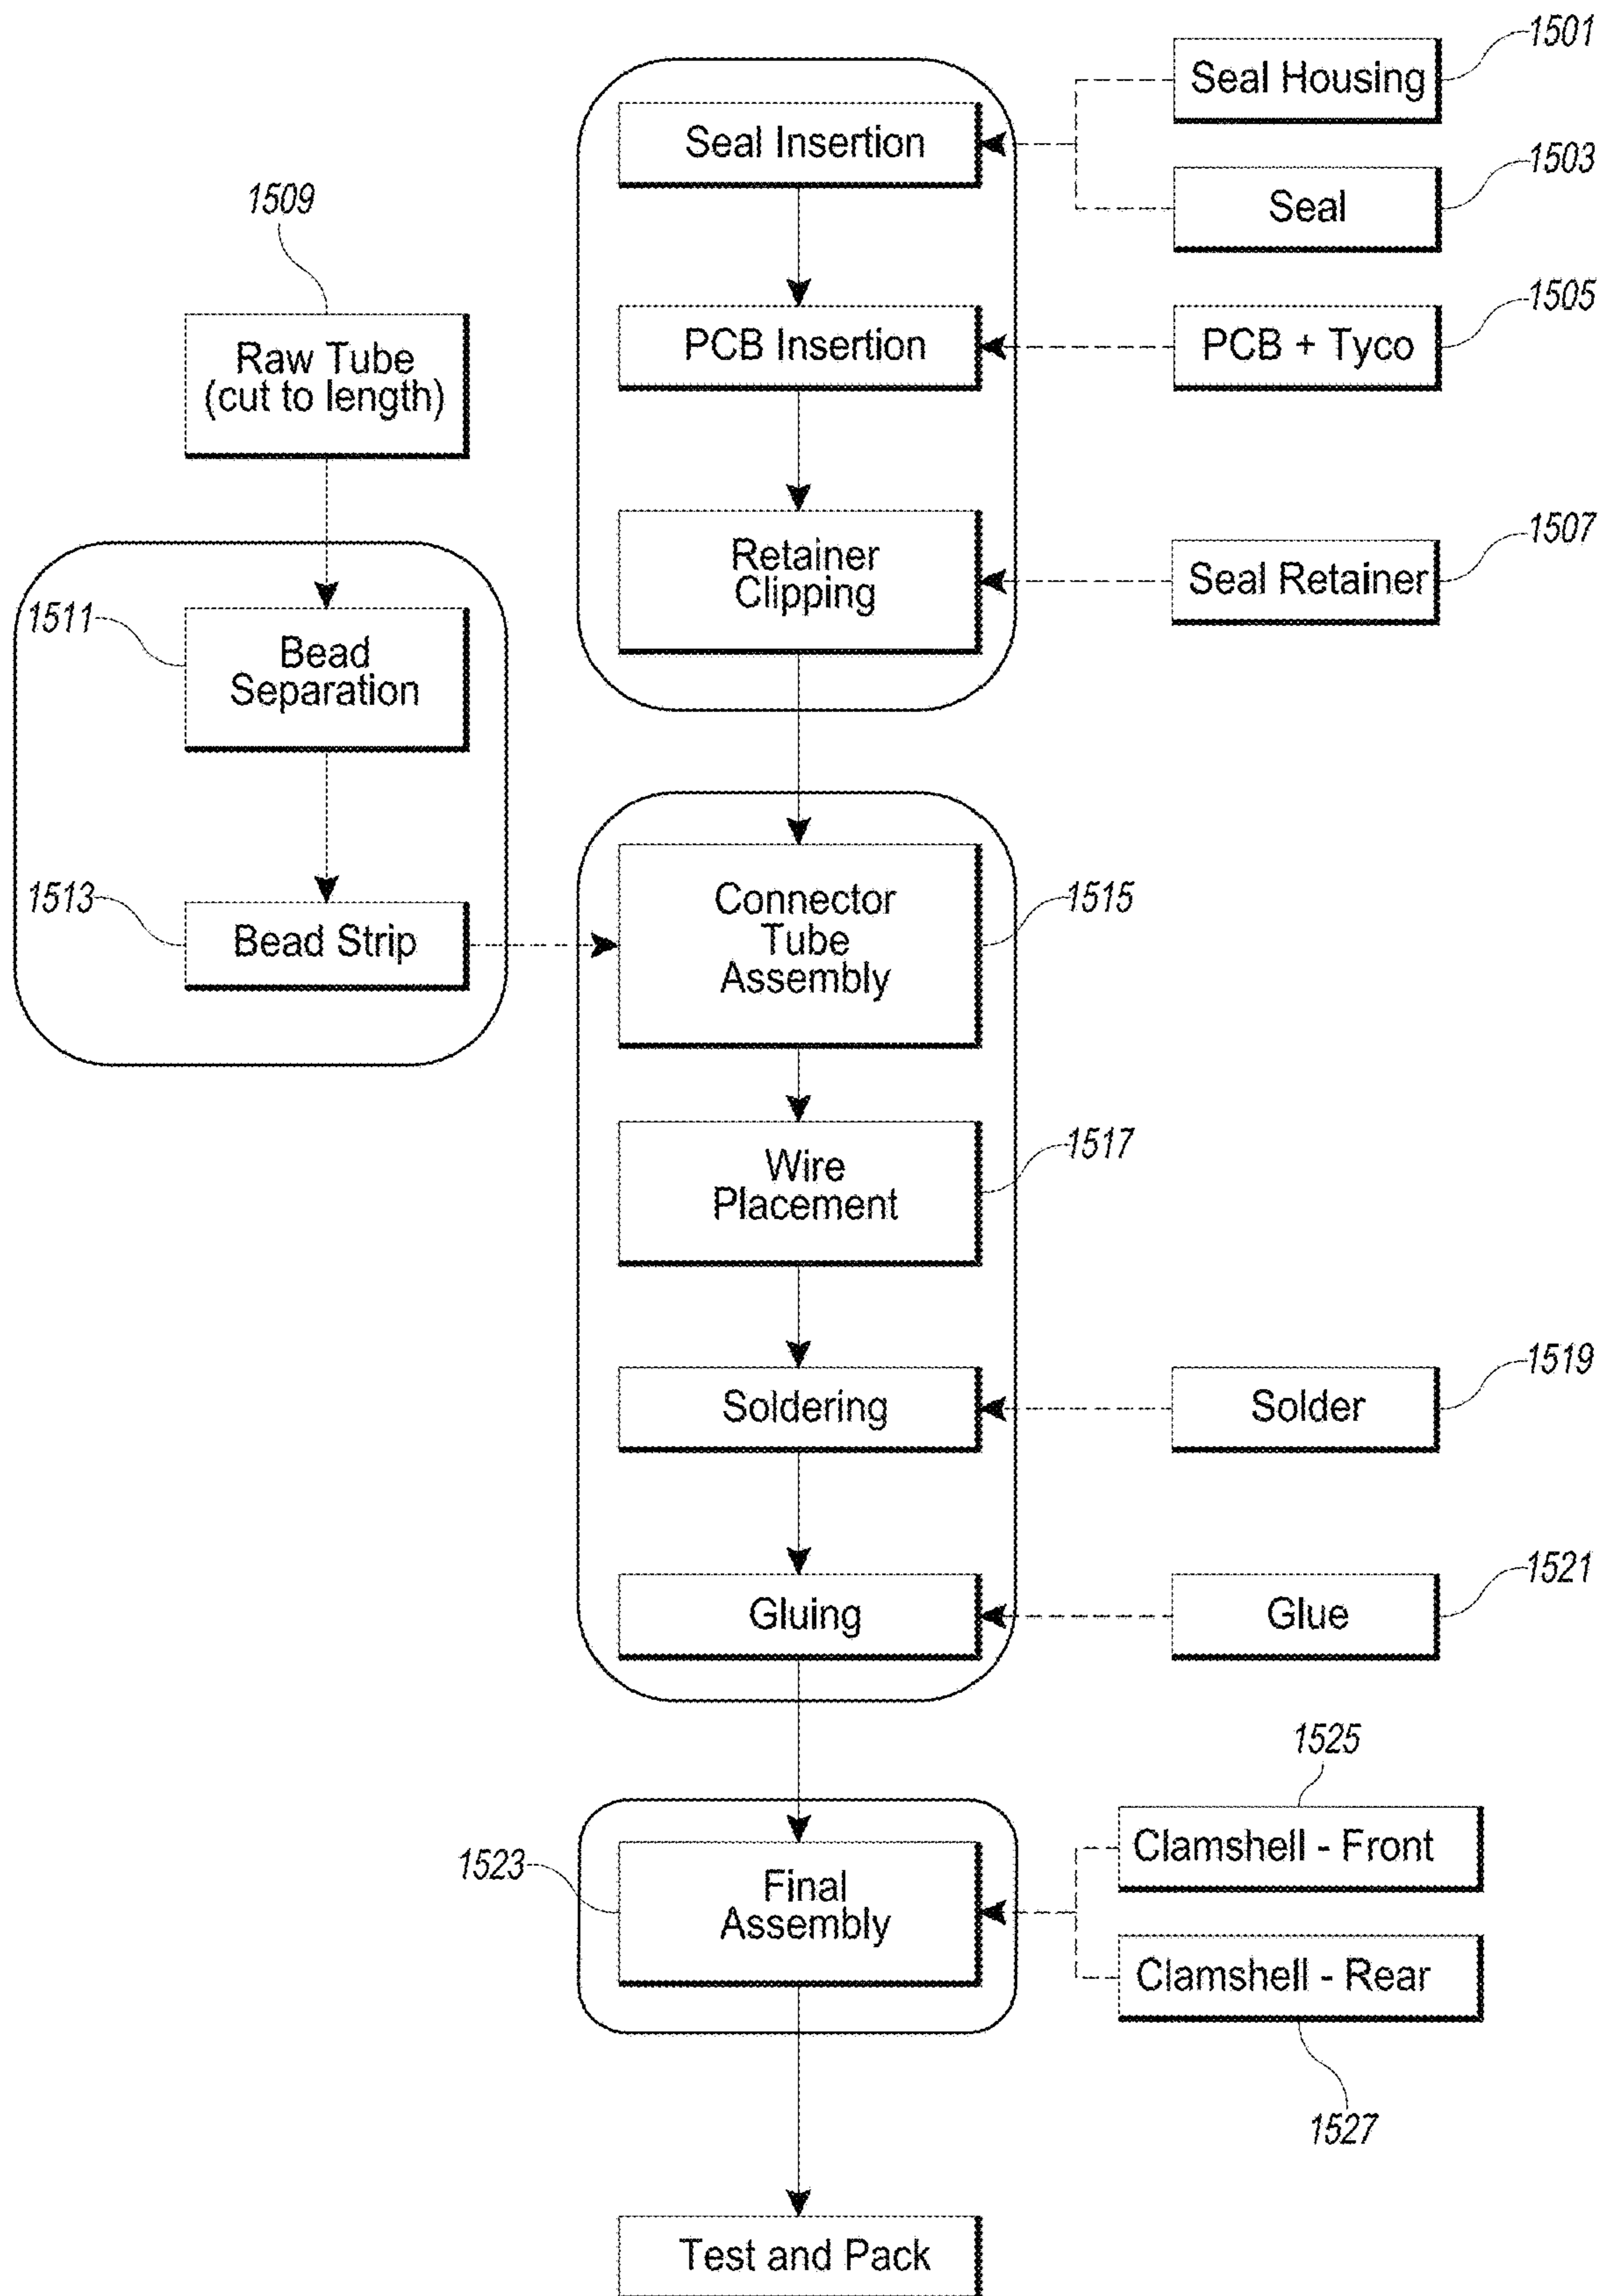 1501
Seal Housing
Seal Insertion
1503
Seal
1509
1505
Raw Tube
(cut to length)
PCB Insertion
PCB + Tyco
1507
Retainer
Clipping
Seal Retainer
1511
Bead
Separation
1513
Bead Strip
Connector
Tube
Assembly
1515
1517
Wire
Placement
1519
Soldering
Solder
1521
Gluing
Glue
1525
Clamshell - Front
1523
Final
Assembly
Clamshell - Rear
1527
Test and Pack